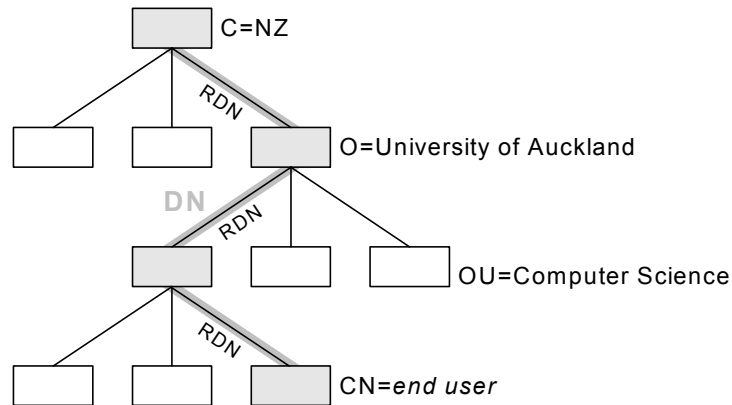 C=NZ
RDN
O=University of Auckland
DN
RDN
OU=Computer Science
RDN
CN=end user